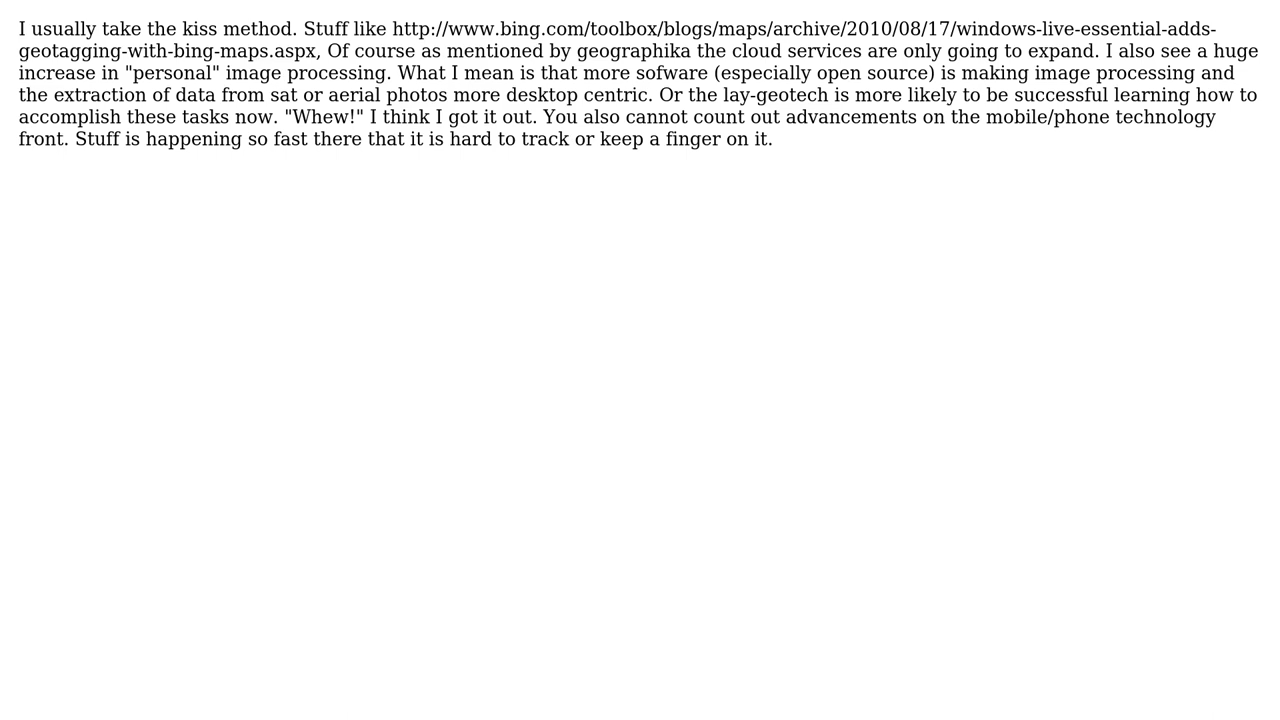 I usually take the kiss method. Stuff like http://www.bing.com/toolbox/blogs/maps/archive/2010/08/17/windows-live-essential-adds-
geotagging-with-bing-maps.aspx, Of course as mentioned by geographika the cloud services are only going to expand. I also see a huge
increase in "personal" image processing. What I mean is that more sofware (especially open source) is making image processing and
the extraction of data from sat or aerial photos more desktop centric. Or the lay-geotech is more likely to be successful learning how to
accomplish these tasks now. "Whew!" I think I got it out. You also cannot count out advancements on the mobile/phone technology
front. Stuff is happening so fast there that it is hard to track or keep a finger on it.